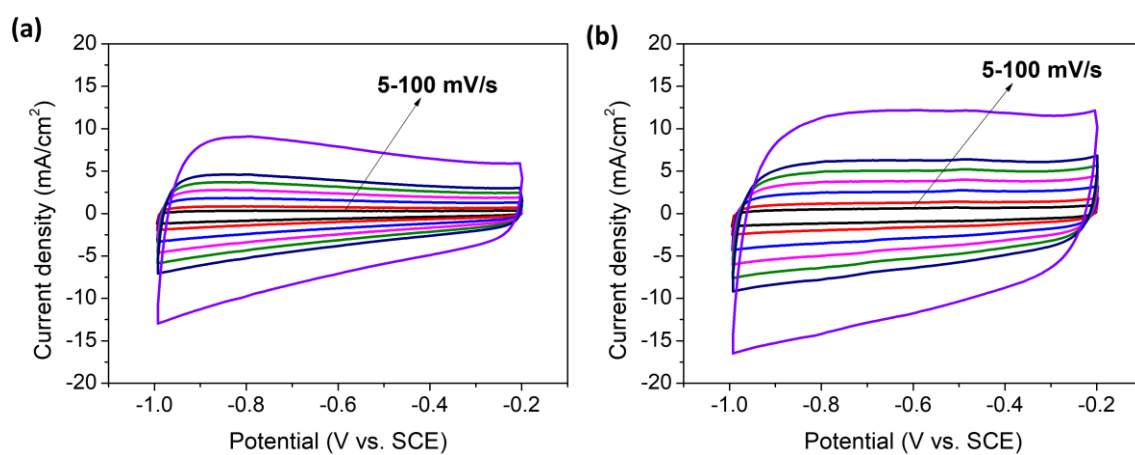 (a)
20
15
10
5
0
-5
-10
-15
-20
Current density (mA/cm²)
5-100 mV/s
-1.0 -0.8 -0.6 -0.4 -0.2
Potential (V vs. SCE)
(b)
20
15
10
5
0
-5
-10
-15
-20
Current density (mA/cm²)
5-100 mV/s
-1.0 -0.8 -0.6 -0.4 -0.2
Potential (V vs. SCE)